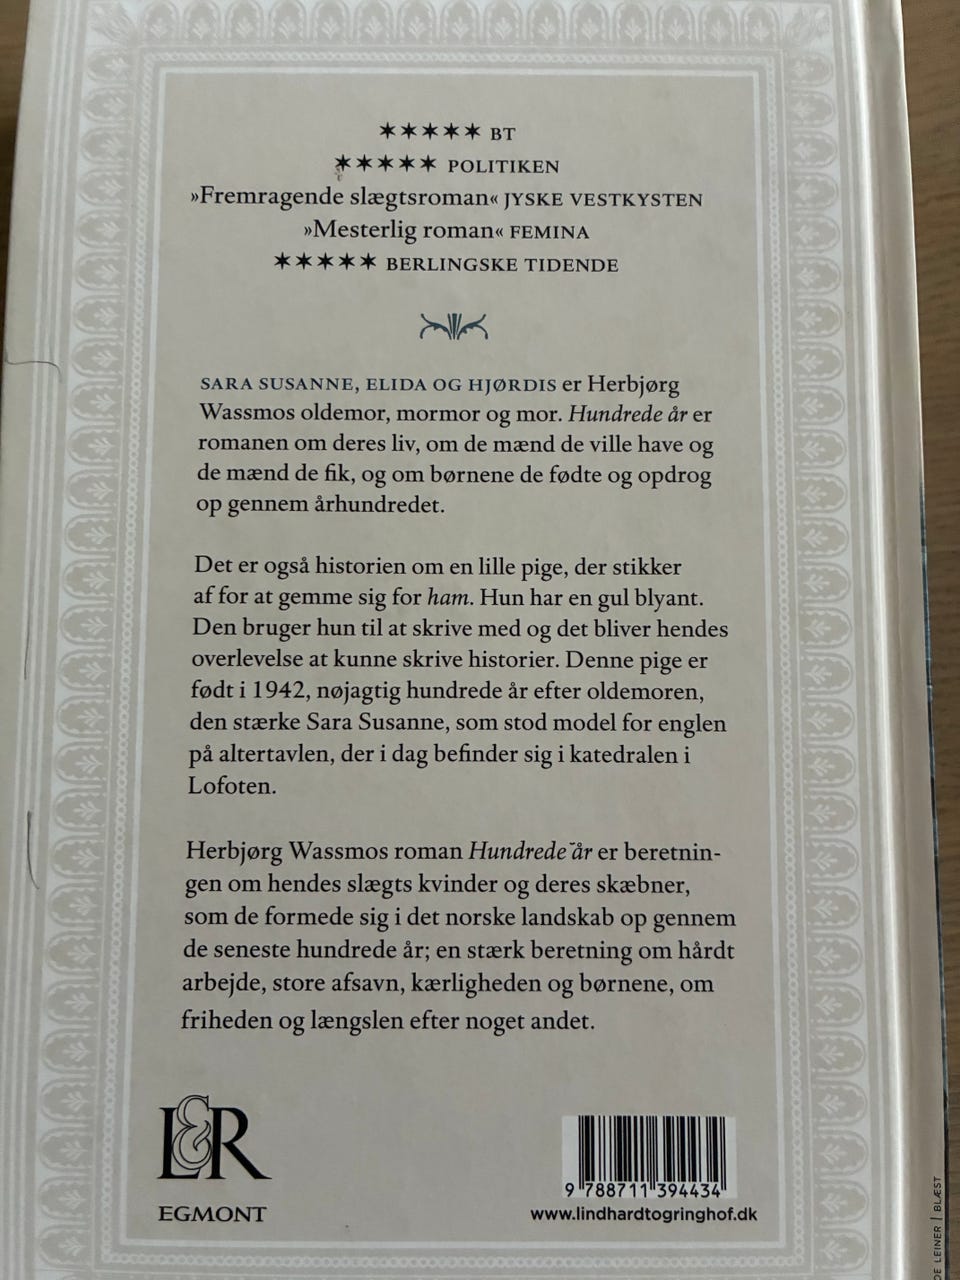 ✶✶✶✶✶ BT
✶✶✶✶✶ POLITIKEN
»Fremragende slægtsroman« JYSKE VESTKYSTEN
»Mesterlig roman« FEMINA
✶✶✶✶✶ BERLINGSKE TIDENDE
SARA SUSANNE, ELIDA OG HJØRDIS er Herbjørg
Wassmos oldemor, mormor og mor. Hundrede år er
romanen om deres liv, om de mænd de ville have og
de mænd de fik, og om børnene de fødte og opdrog
op gennem århundredet.
Det er også historien om en lille pige, der stikker
af for at gemme sig for ham. Hun har en gul blyant.
Den bruger hun til at skrive med og det bliver hendes
overlevelse at kunne skrive historier. Denne pige er
født i 1942, nøjagtig hundrede år efter oldemoren,
den stærke Sara Susanne, som stod model for englen
på altertavlen, der i dag befinder sig i katedralen i
Lofoten.
Herbjørg Wassmos roman Hundrede år er beretnin-
gen om hendes slægts kvinder og deres skæbner,
som de formede sig i det norske landskab op gennem
de seneste hundrede år; en stærk beretning om hårdt
arbejde, store afsavn, kærligheden og børnene, om
friheden og længslen efter noget andet.
L&R
EGMONT
9 788711 394434
www.lindhardtogringhof.dk
LEINER | BLÆST